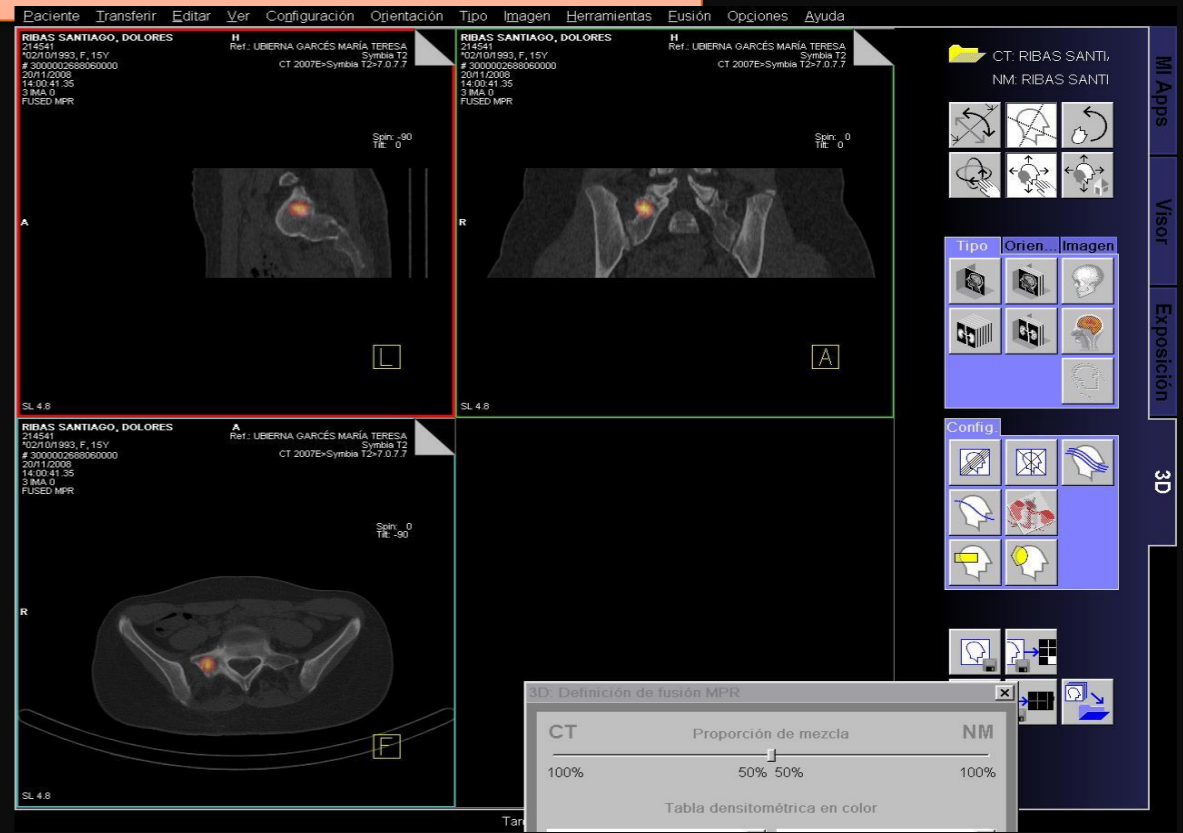 Paciente Transferir Editar Ver Configuración Orientación Tipo Imagen Herramientas Fusión Opciones Ayuda
RIBAS SANTIAGO, DOLORES H
214541 Ref.: UBIERNA GARCÉS MARÍA TERESA
*02/10/1993, F, 15Y Symbia T2
# 3000002688060000 CT 2007E>Symbia T2>7.0.7.7
20/11/2008
14:00:41.35
3 IMA 0
FUSED MPR
Spin: -90
Tilt: 0
A
L
SL 4.8
RIBAS SANTIAGO, DOLORES H
214541 Ref.: UBIERNA GARCÉS MARÍA TERESA
*02/10/1993, F, 15Y Symbia T2
# 3000002688060000 CT 2007E>Symbia T2>7.0.7.7
20/11/2008
14:00:41.35
3 IMA 0
FUSED MPR
Spin: 0
Tilt: 0
R
A
SL 4.8
RIBAS SANTIAGO, DOLORES A
214541 Ref.: UBIERNA GARCÉS MARÍA TERESA
*02/10/1993, F, 15Y Symbia T2
# 3000002688060000 CT 2007E>Symbia T2>7.0.7.7
20/11/2008
14:00:41.35
3 IMA 0
FUSED MPR
Spin: 0
Tilt: -90
R
F
SL 4.8
CT: RIBAS SANTI
NM: RIBAS SANTI
Tipo Orien... Imagen
Config.
MI Apps
Visor
Exposición
3D
3D: Definición de fusión MPR
CT Proporción de mezcla NM
100% 50% 50% 100%
Tabla densitométrica en color